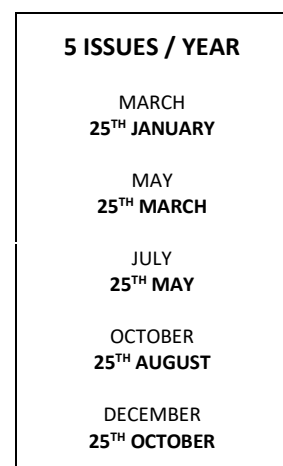 5 ISSUES / YEAR
MARCH
25TH JANUARY
MAY
25TH MARCH
JULY
25TH MAY
OCTOBER
25TH AUGUST
DECEMBER
25TH OCTOBER